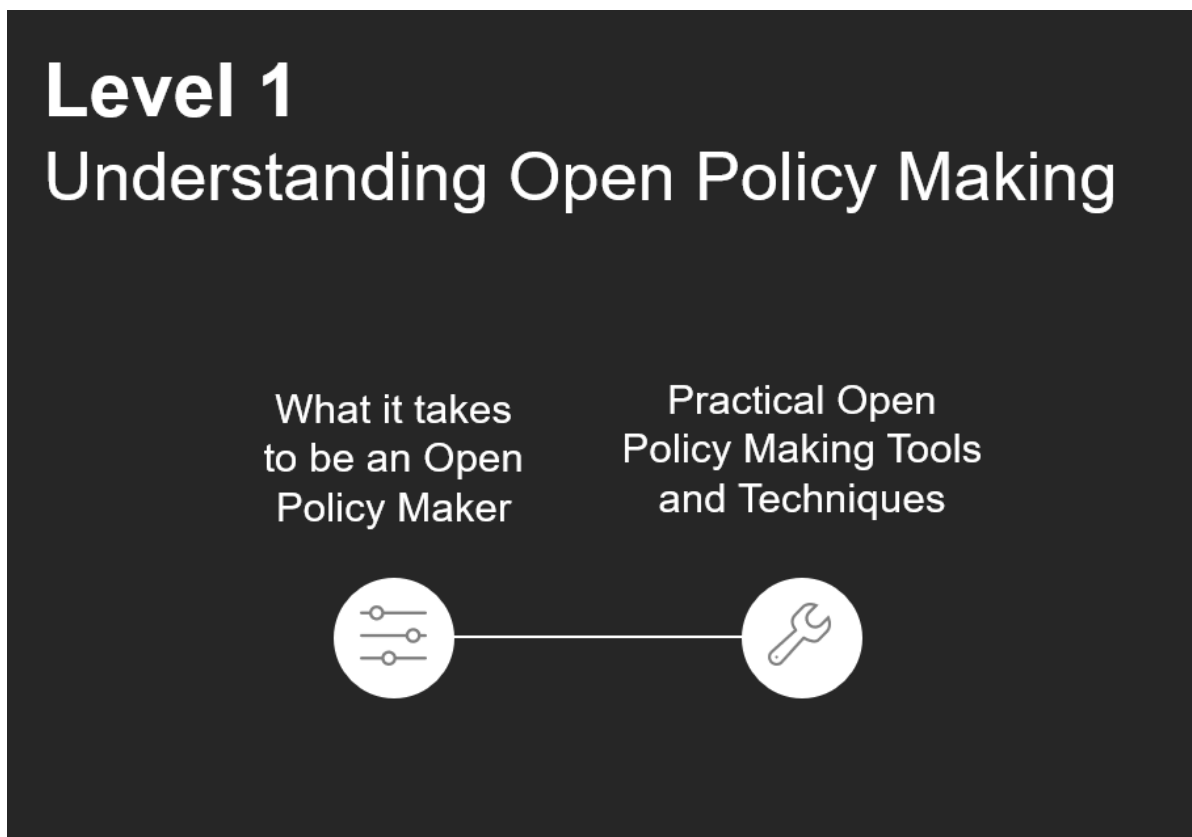 Level 1
Understanding Open Policy Making
What it takes
to be an Open
Policy Maker
Practical Open
Policy Making Tools
and Techniques